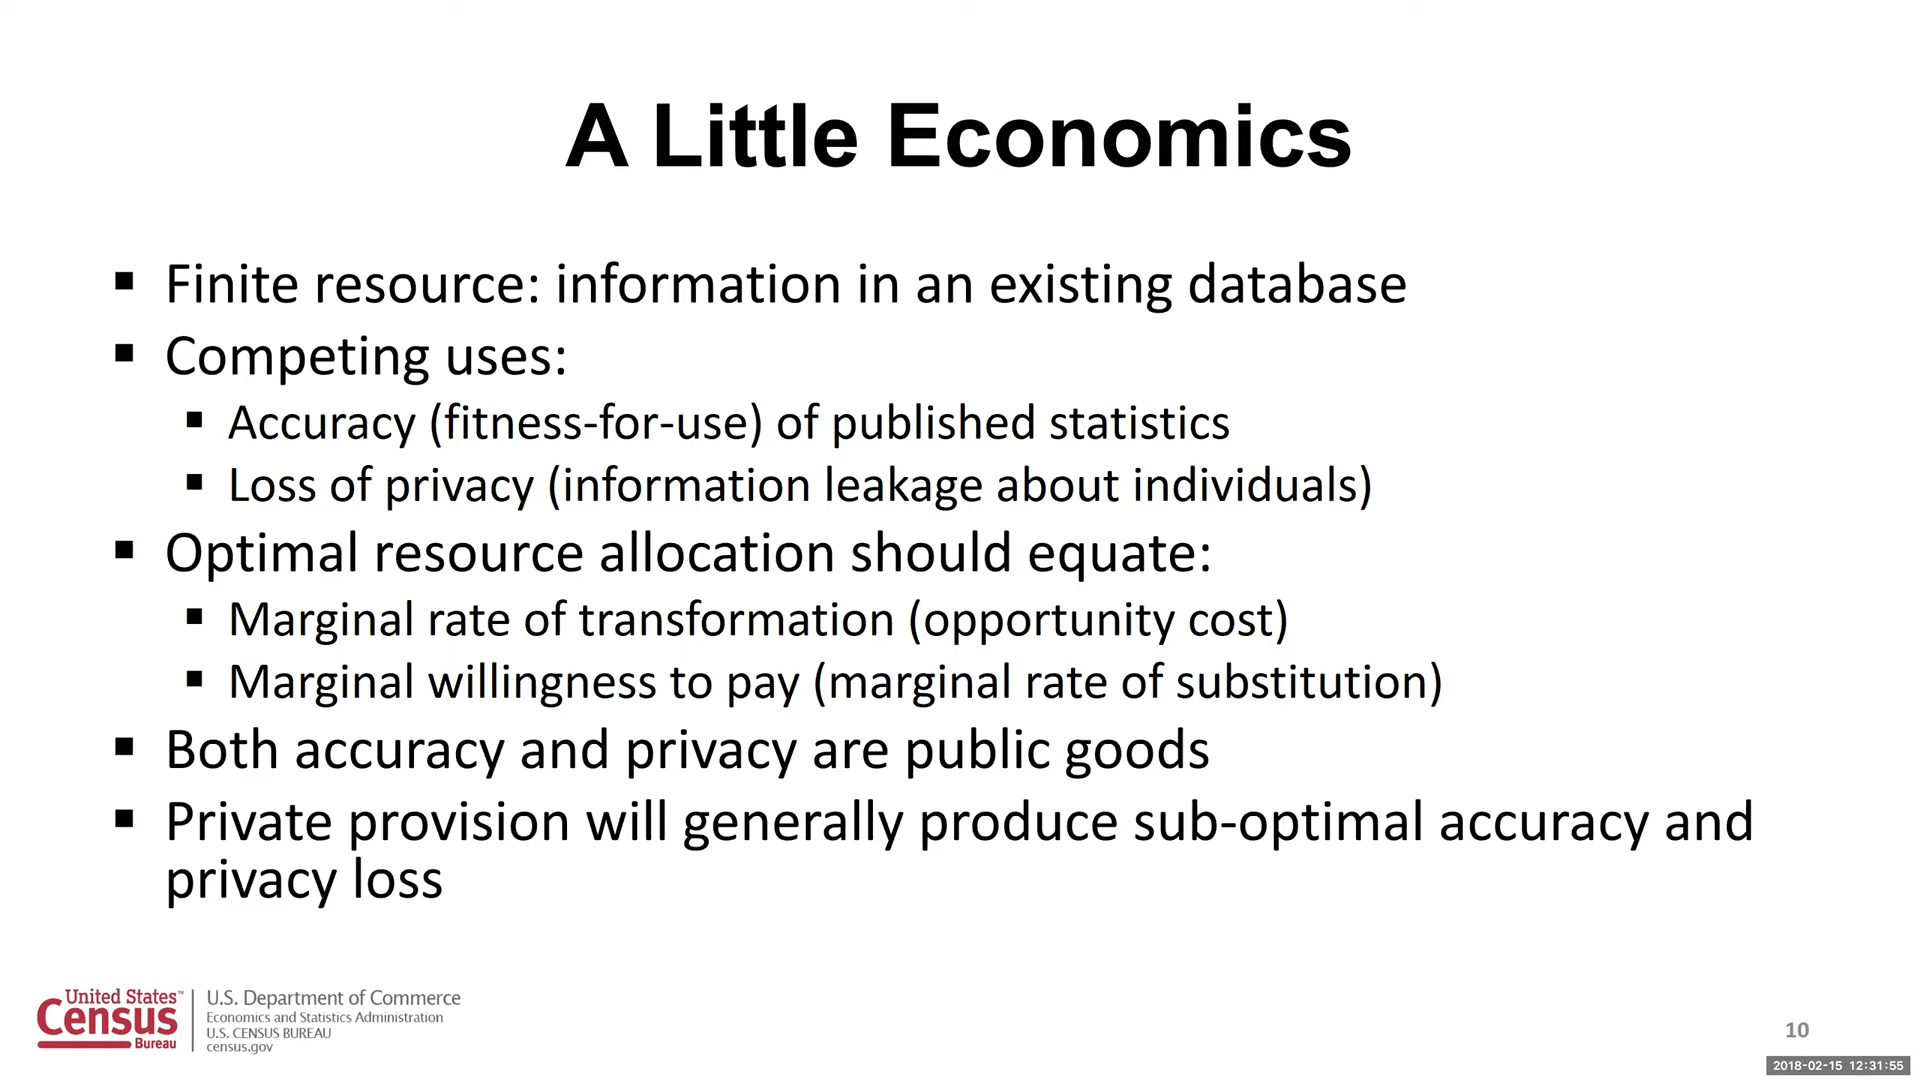 A Little Economics
▪ Finite resource: information in an existing database
▪ Competing uses:
▪ Accuracy (fitness-for-use) of published statistics
▪ Loss of privacy (information leakage about individuals)
▪ Optimal resource allocation should equate:
▪ Marginal rate of transformation (opportunity cost)
▪ Marginal willingness to pay (marginal rate of substitution)
▪ Both accuracy and privacy are public goods
▪ Private provision will generally produce sub-optimal accuracy and
privacy loss
United States™
Census
Bureau
U.S. Department of Commerce
Economics and Statistics Administration
U.S. CENSUS BUREAU
census.gov
10
2018-02-15 12:31:55